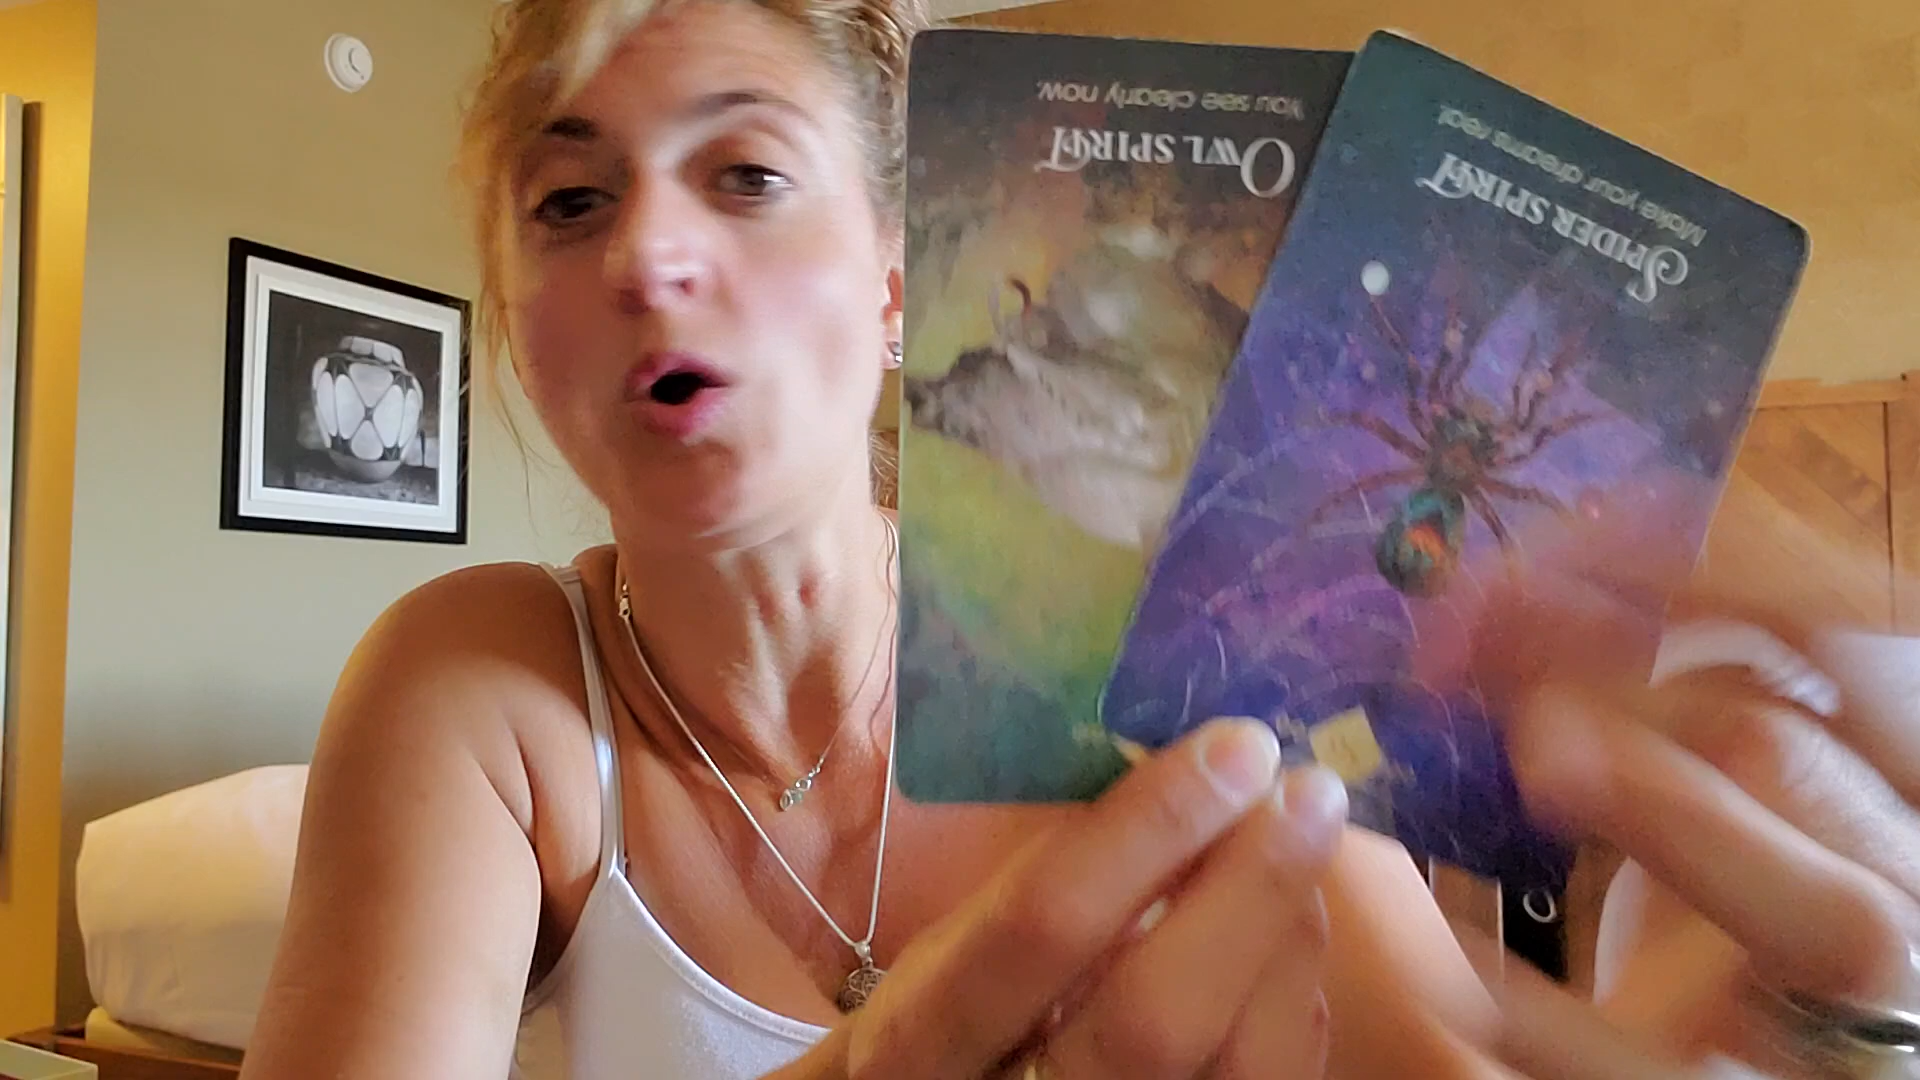 OWL SPIRIT
You see clearly now.
SPIDER SPIRIT
Make your dreams real.